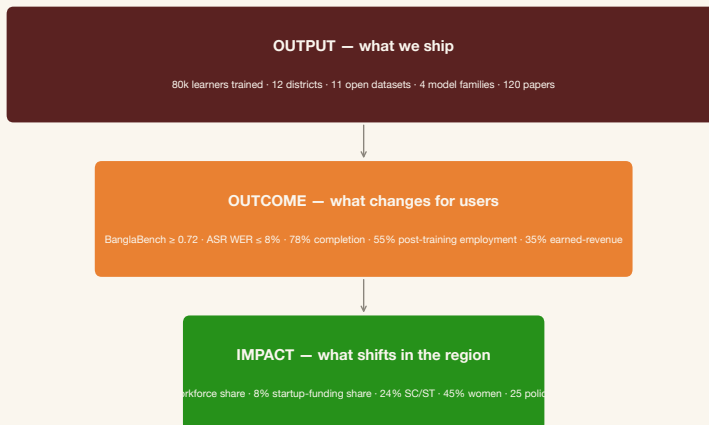 OUTPUT — what we ship
80k learners trained · 12 districts · 11 open datasets · 4 model families · 120 papers
OUTCOME — what changes for users
BanglaBench ≥ 0.72 · ASR WER ≤ 8% · 78% completion · 55% post-training employment · 35% earned-revenue
IMPACT — what shifts in the region
share · 8% startup-funding share · 24% SC/ST · 45% women · 25